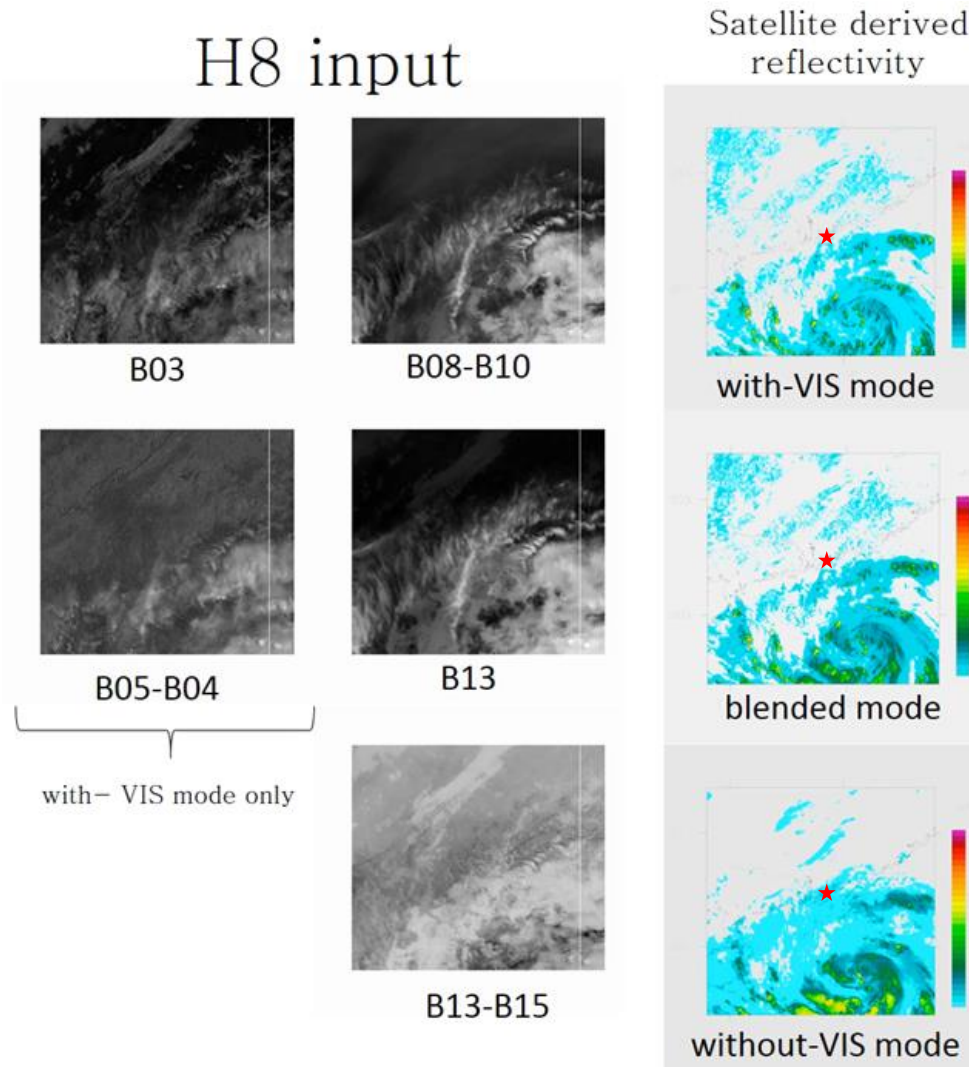 H8 input
Satellite derived
reflectivity
B03
B08-B10
with-VIS mode
B05-B04
B13
blended mode
with- VIS mode only
B13-B15
without-VIS mode